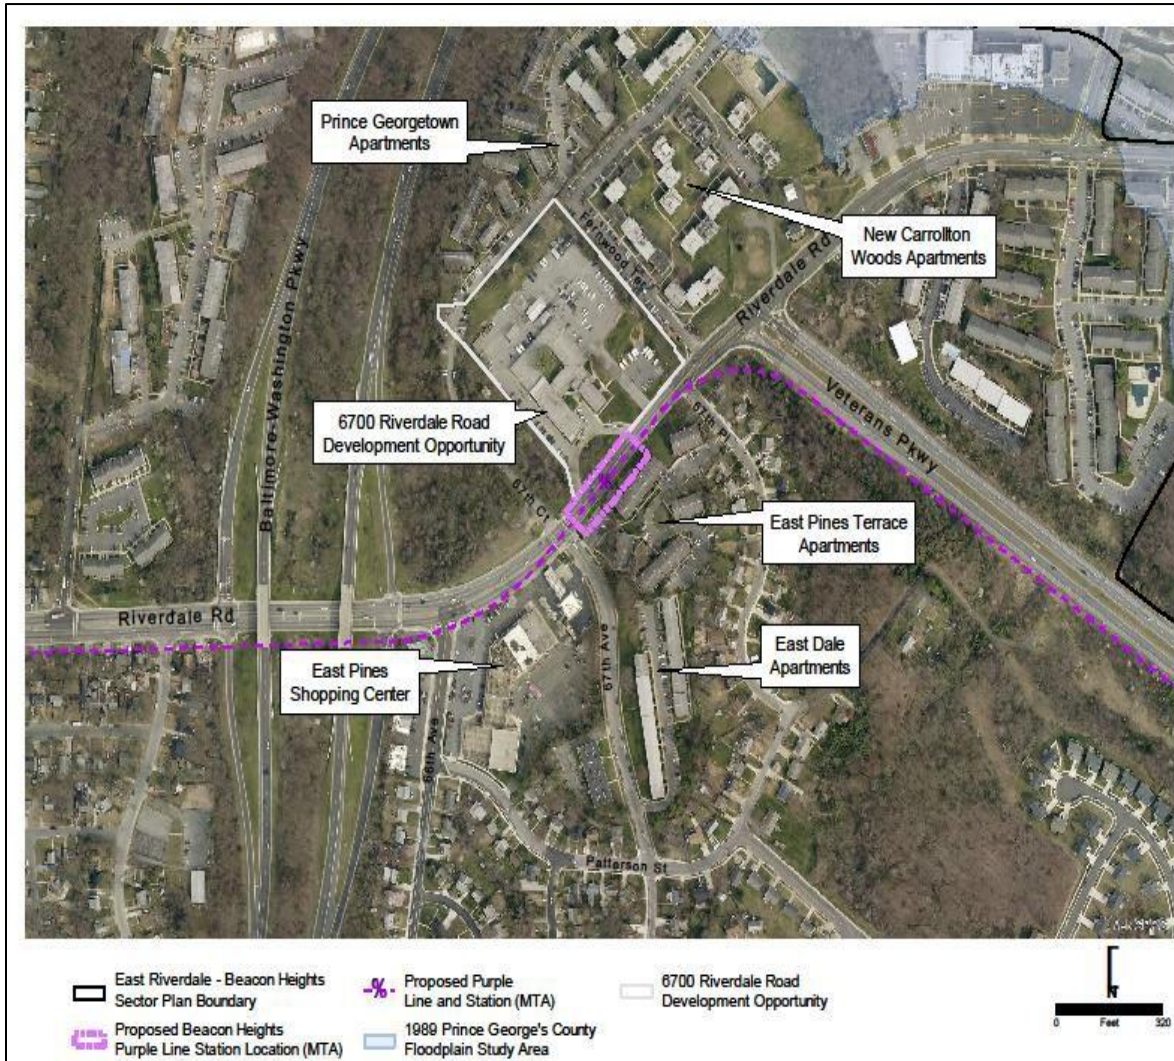 Prince Georgetown
Apartments
New Carrollton
Woods Apartments
Fernwood Terr
Riverdale Rd
Baltimore-Washington Pkwy
6700 Riverdale Road
Development Opportunity
67th Pl
Veterans Pkwy
67th Ct
East Pines Terrace
Apartments
Riverdale Rd
East Pines
Shopping Center
67th Ave
East Dale
Apartments
66th Ave
Patterson St
East Riverdale - Beacon Heights
Sector Plan Boundary
Proposed Purple
Line and Station (MTA)
6700 Riverdale Road
Development Opportunity
Proposed Beacon Heights
Purple Line Station Location (MTA)
1989 Prince George's County
Floodplain Study Area
N
0 Feet 320